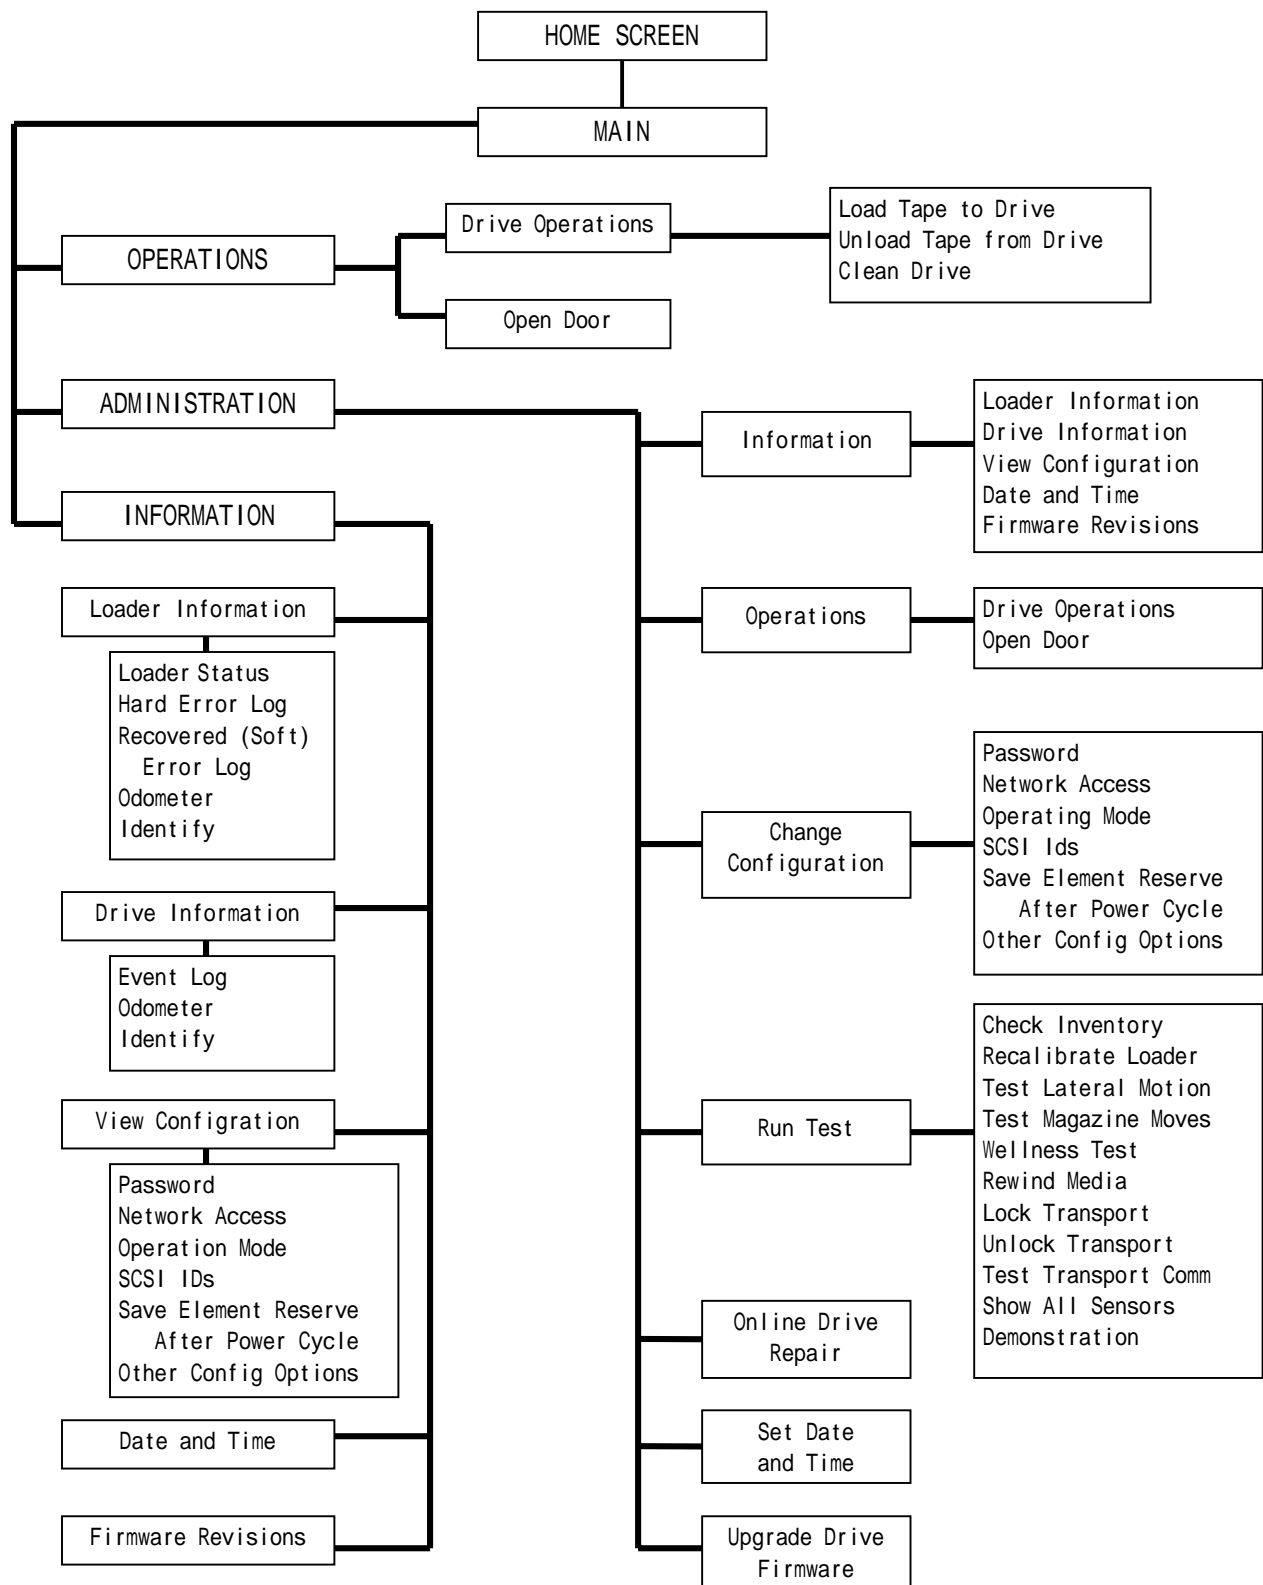 HOME SCREEN
MAIN
OPERATIONS
Drive Operations
Load Tape to Drive
Unload Tape from Drive
Clean Drive
Open Door
ADMINISTRATION
Information
Loader Information
Drive Information
View Configuration
Date and Time
Firmware Revisions
Operations
Drive Operations
Open Door
Change
Configuration
Password
Network Access
Operating Mode
SCSI Ids
Save Element Reserve
After Power Cycle
Other Config Options
Run Test
Check Inventory
Recalibrate Loader
Test Lateral Motion
Test Magazine Moves
Wellness Test
Rewind Media
Lock Transport
Unlock Transport
Test Transport Comm
Show All Sensors
Demonstration
Online Drive
Repair
Set Date
and Time
Upgrade Drive
Firmware
INFORMATION
Loader Information
Loader Status
Hard Error Log
Recovered (Soft)
Error Log
Odometer
Identify
Drive Information
Event Log
Odometer
Identify
View Configration
Password
Network Access
Operation Mode
SCSI IDs
Save Element Reserve
After Power Cycle
Other Config Options
Date and Time
Firmware Revisions